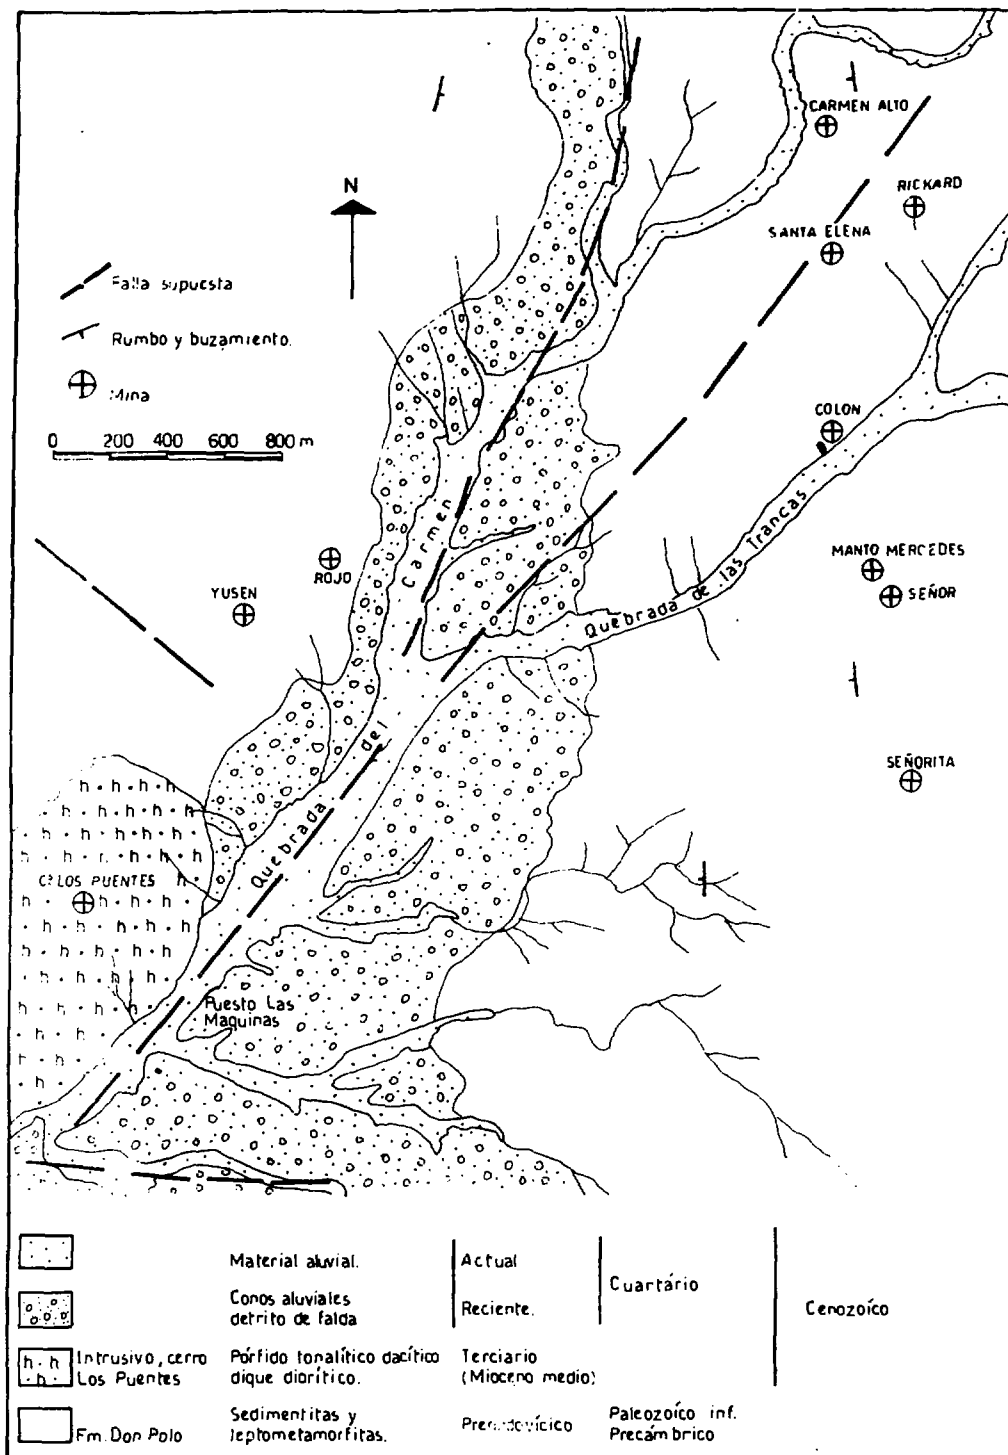 N
CARMEN ALTO
RICKARD
SANTA ELENA
Falla supuesta
Rumbo y buzamiento.
Mina
0 200 400 600 800 m
COLON
Quebrada de las Trancas
MANTO MERCEDES
SEÑOR
ROJO
YUSEN
Quebrada del Carmen
SEÑORITA
LOS PUENTES
Puesto Las
Maquinas
Material aluvial.
Actual
Conos aluviales
detrito de falda
Reciente.
Cuartário
Cenozoíco
h
Intrusivo, cerro
Los Puentes
Pórfido tonalítico dacítico
dique diorítico.
Terciario
(Mioceno medio)
Fm. Don Polo
Sedimentitas y
leptometamorfitas.
Paleozoíco inf.
Precámbrico